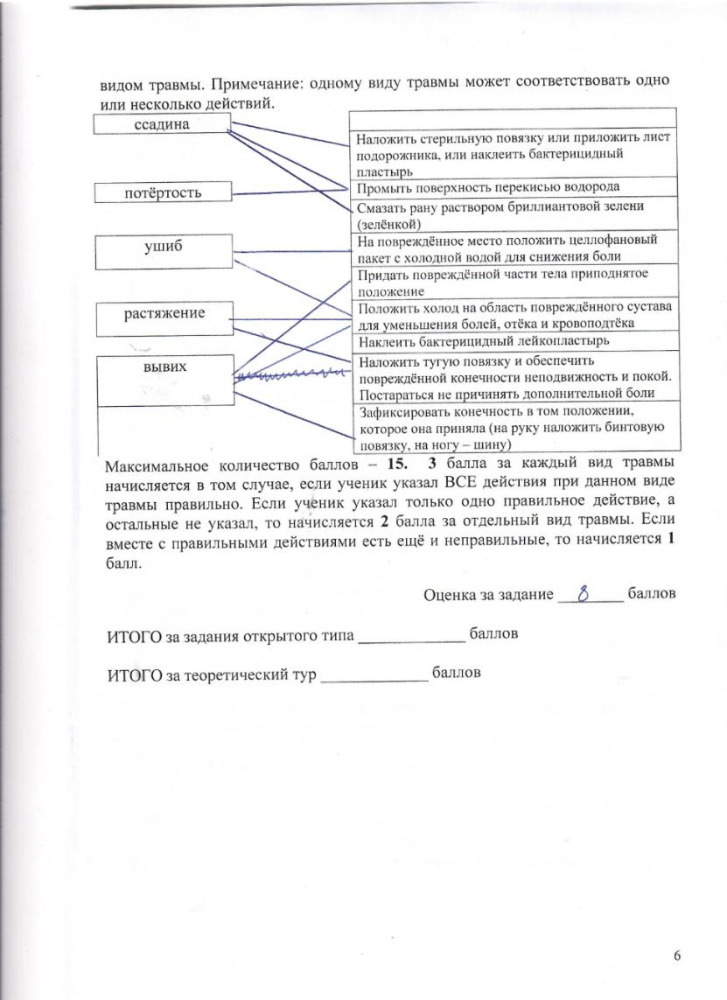 видом травмы. Примечание: одному виду травмы может соответствовать одно
или несколько действий.
ссадина
потёртость
ушиб
растяжение
вывих
Наложить стерильную повязку или приложить лист
подорожника, или наклеить бактерицидный
пластырь
Промыть поверхность перекисью водорода
Смазать рану раствором бриллиантовой зелени
(зелёнкой)
На повреждённое место положить целлофановый
пакет с холодной водой для снижения боли
Придать повреждённой части тела приподнятое
положение
Положить холод на область повреждённого сустава
для уменьшения болей, отёка и кровоподтёка
Наклеить бактерицидный лейкопластырь
Наложить тугую повязку и обеспечить
повреждённой конечности неподвижность и покой.
Постараться не причинять дополнительной боли
Зафиксировать конечность в том положении,
которое она приняла (на руку наложить бинтовую
повязку, на ногу – шину)
Максимальное количество баллов – 15. 3 балла за каждый вид травмы
начисляется в том случае, если ученик указал ВСЕ действия при данном виде
травмы правильно. Если ученик указал только одно правильное действие, а
остальные не указал, то начисляется 2 балла за отдельный вид травмы. Если
вместе с правильными действиями есть ещё и неправильные, то начисляется 1
балл.
Оценка за задание 8 баллов
ИТОГО за задания открытого типа ____________ баллов
ИТОГО за теоретический тур ____________ баллов
6